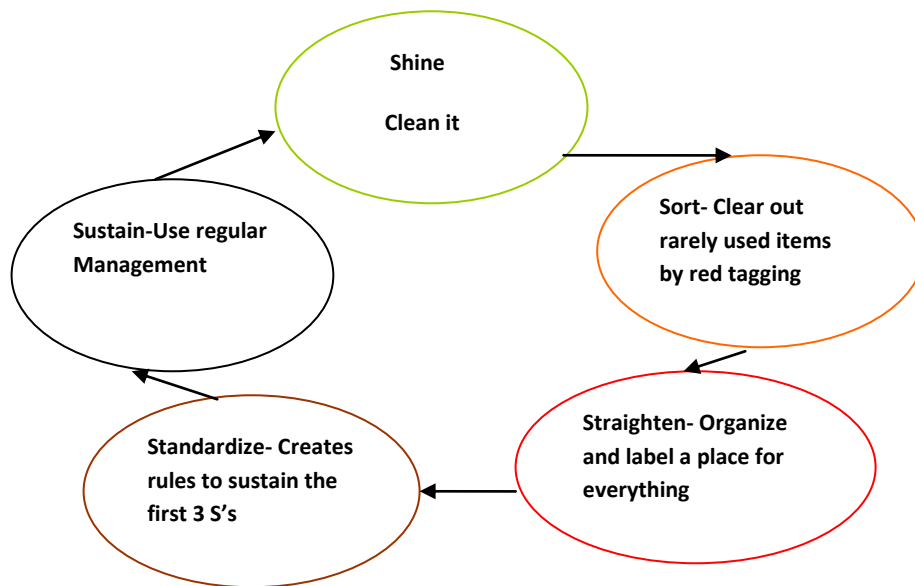 Shine
Clean it
Sort- Clear out
rarely used items
by red tagging
Straighten- Organize
and label a place for
everything
Standardize- Creates
rules to sustain the
first 3 S’s
Sustain-Use regular
Management